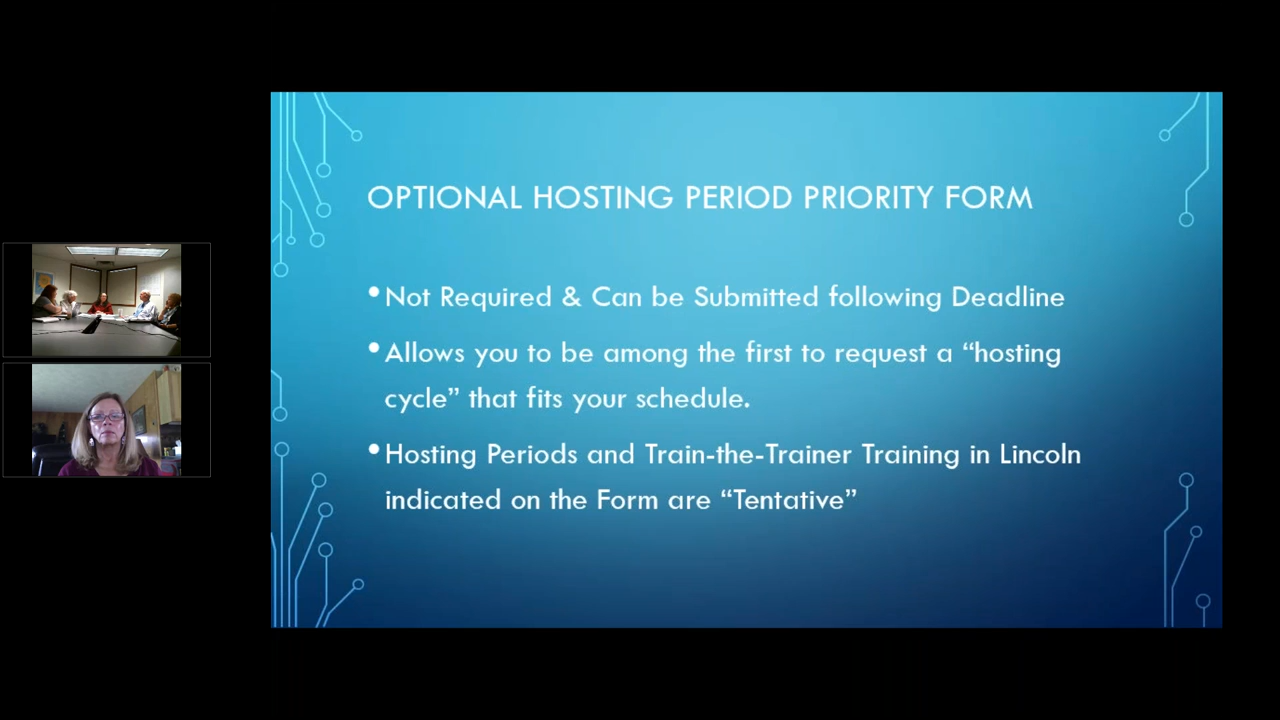 OPTIONAL HOSTING PERIOD PRIORITY FORM
•Not Required & Can be Submitted following Deadline
•Allows you to be among the first to request a “hosting
cycle” that fits your schedule.
•Hosting Periods and Train-the-Trainer Training in Lincoln
indicated on the Form are “Tentative”